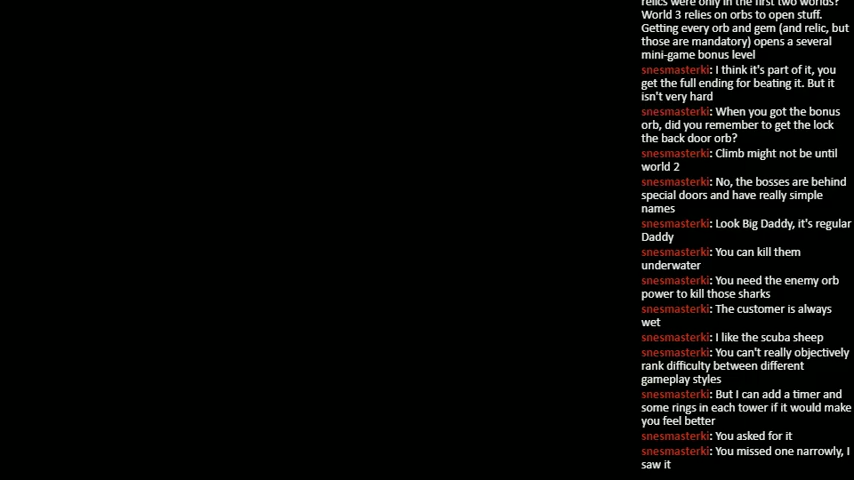 relics were only in the first two worlds?
World 3 relies on orbs to open stuff.
Getting every orb and gem (and relic, but
those are mandatory) opens a several
mini-game bonus level
snesmasterki: I think it's part of it, you
get the full ending for beating it. But it
isn't very hard
snesmasterki: When you got the bonus
orb, did you remember to get the lock
the back door orb?
snesmasterki: Climb might not be until
world 2
snesmasterki: No, the bosses are behind
special doors and have really simple
names
snesmasterki: Look Big Daddy, it's regular
Daddy
snesmasterki: You can kill them
underwater
snesmasterki: You need the enemy orb
power to kill those sharks
snesmasterki: The customer is always
wet
snesmasterki: I like the scuba sheep
snesmasterki: You can't really objectively
rank difficulty between different
gameplay styles
snesmasterki: But I can add a timer and
some rings in each tower if it would make
you feel better
snesmasterki: You asked for it
snesmasterki: You missed one narrowly, I
saw it